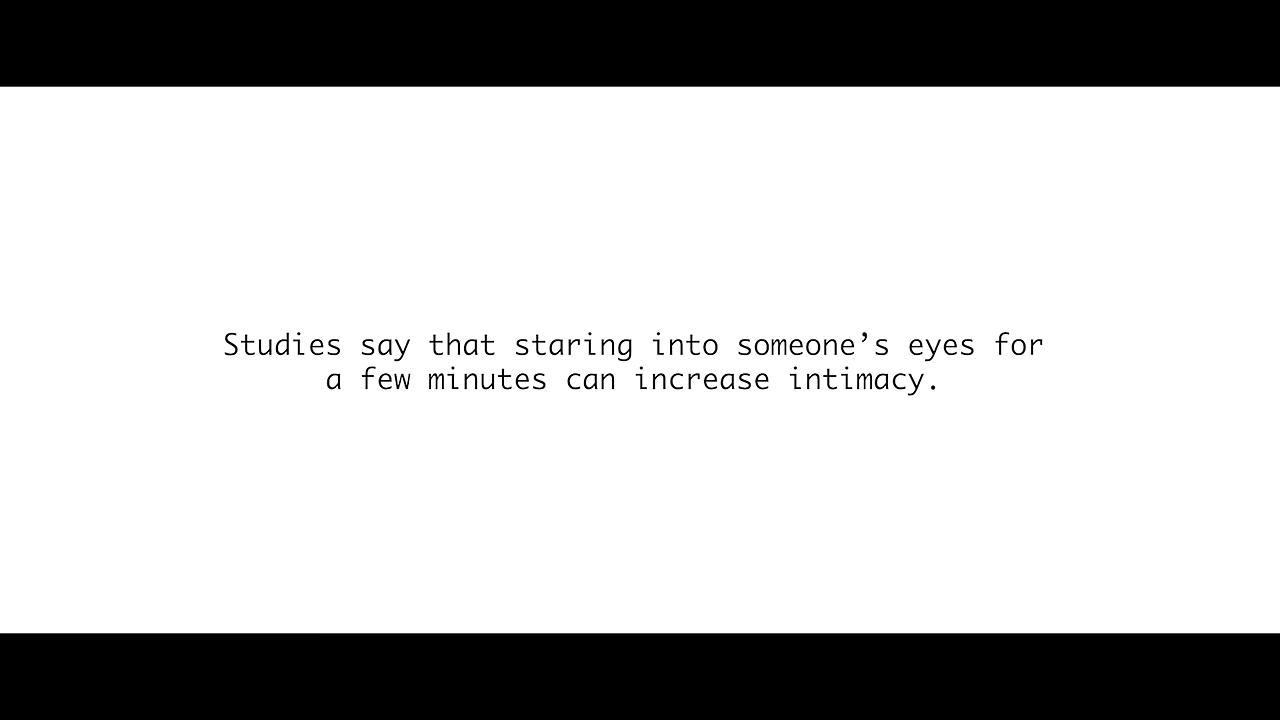 Studies say that staring into someone’s eyes for
a few minutes can increase intimacy.